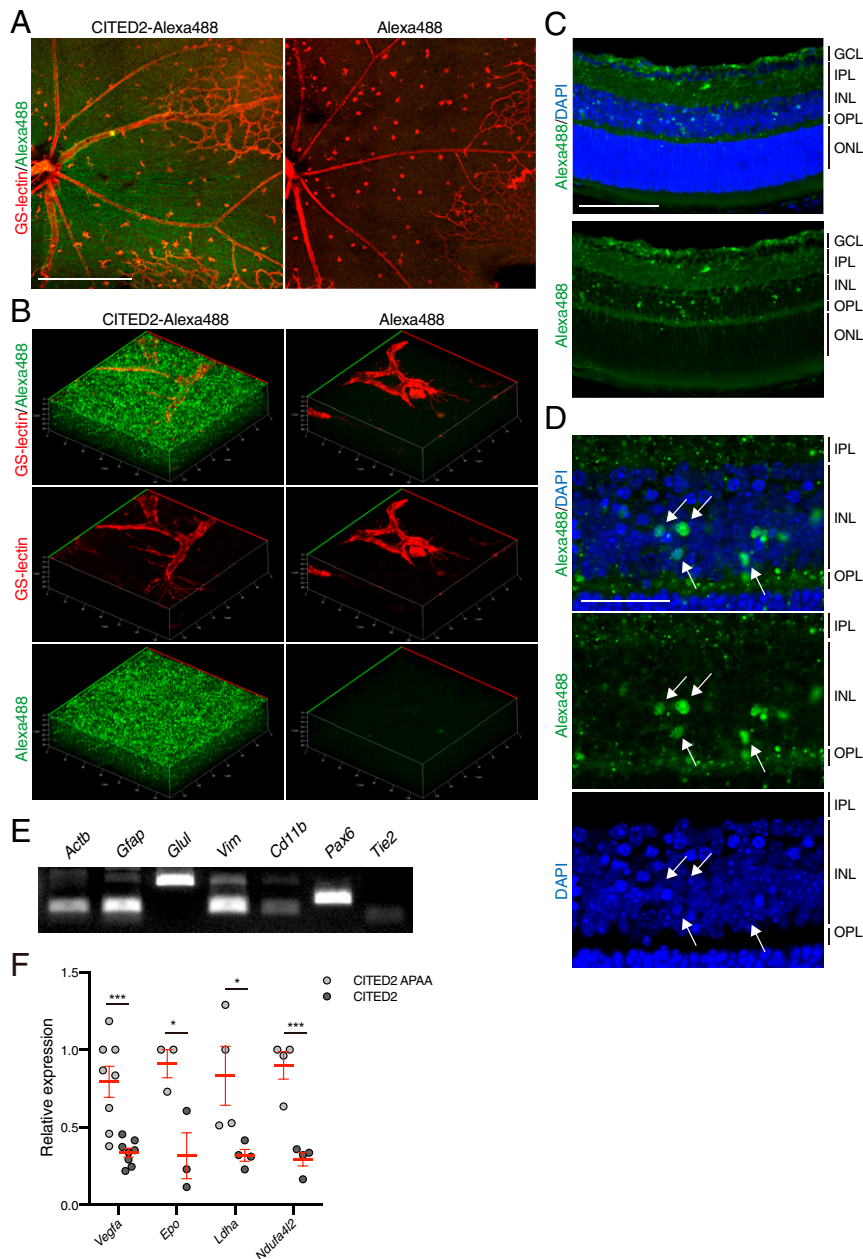 A
CITED2-Alexa488
Alexa488
GS-lectin/Alexa488
B
CITED2-Alexa488
Alexa488
GS-lectin/Alexa488
GS-lectin
Alexa488
C
Alexa488/DAPI
GCL
IPL
INL
OPL
ONL
Alexa488
GCL
IPL
INL
OPL
ONL
D
Alexa488/DAPI
IPL
INL
OPL
Alexa488
IPL
INL
OPL
DAPI
IPL
INL
OPL
E
Actb Gfap Glul Vim Cd11b Pax6 Tie2
F
Relative expression
1.5
1.0
0.5
0.0
*** * * ***
CITED2 APAA
CITED2
Vegfa Epo Ldha Ndufa4l2